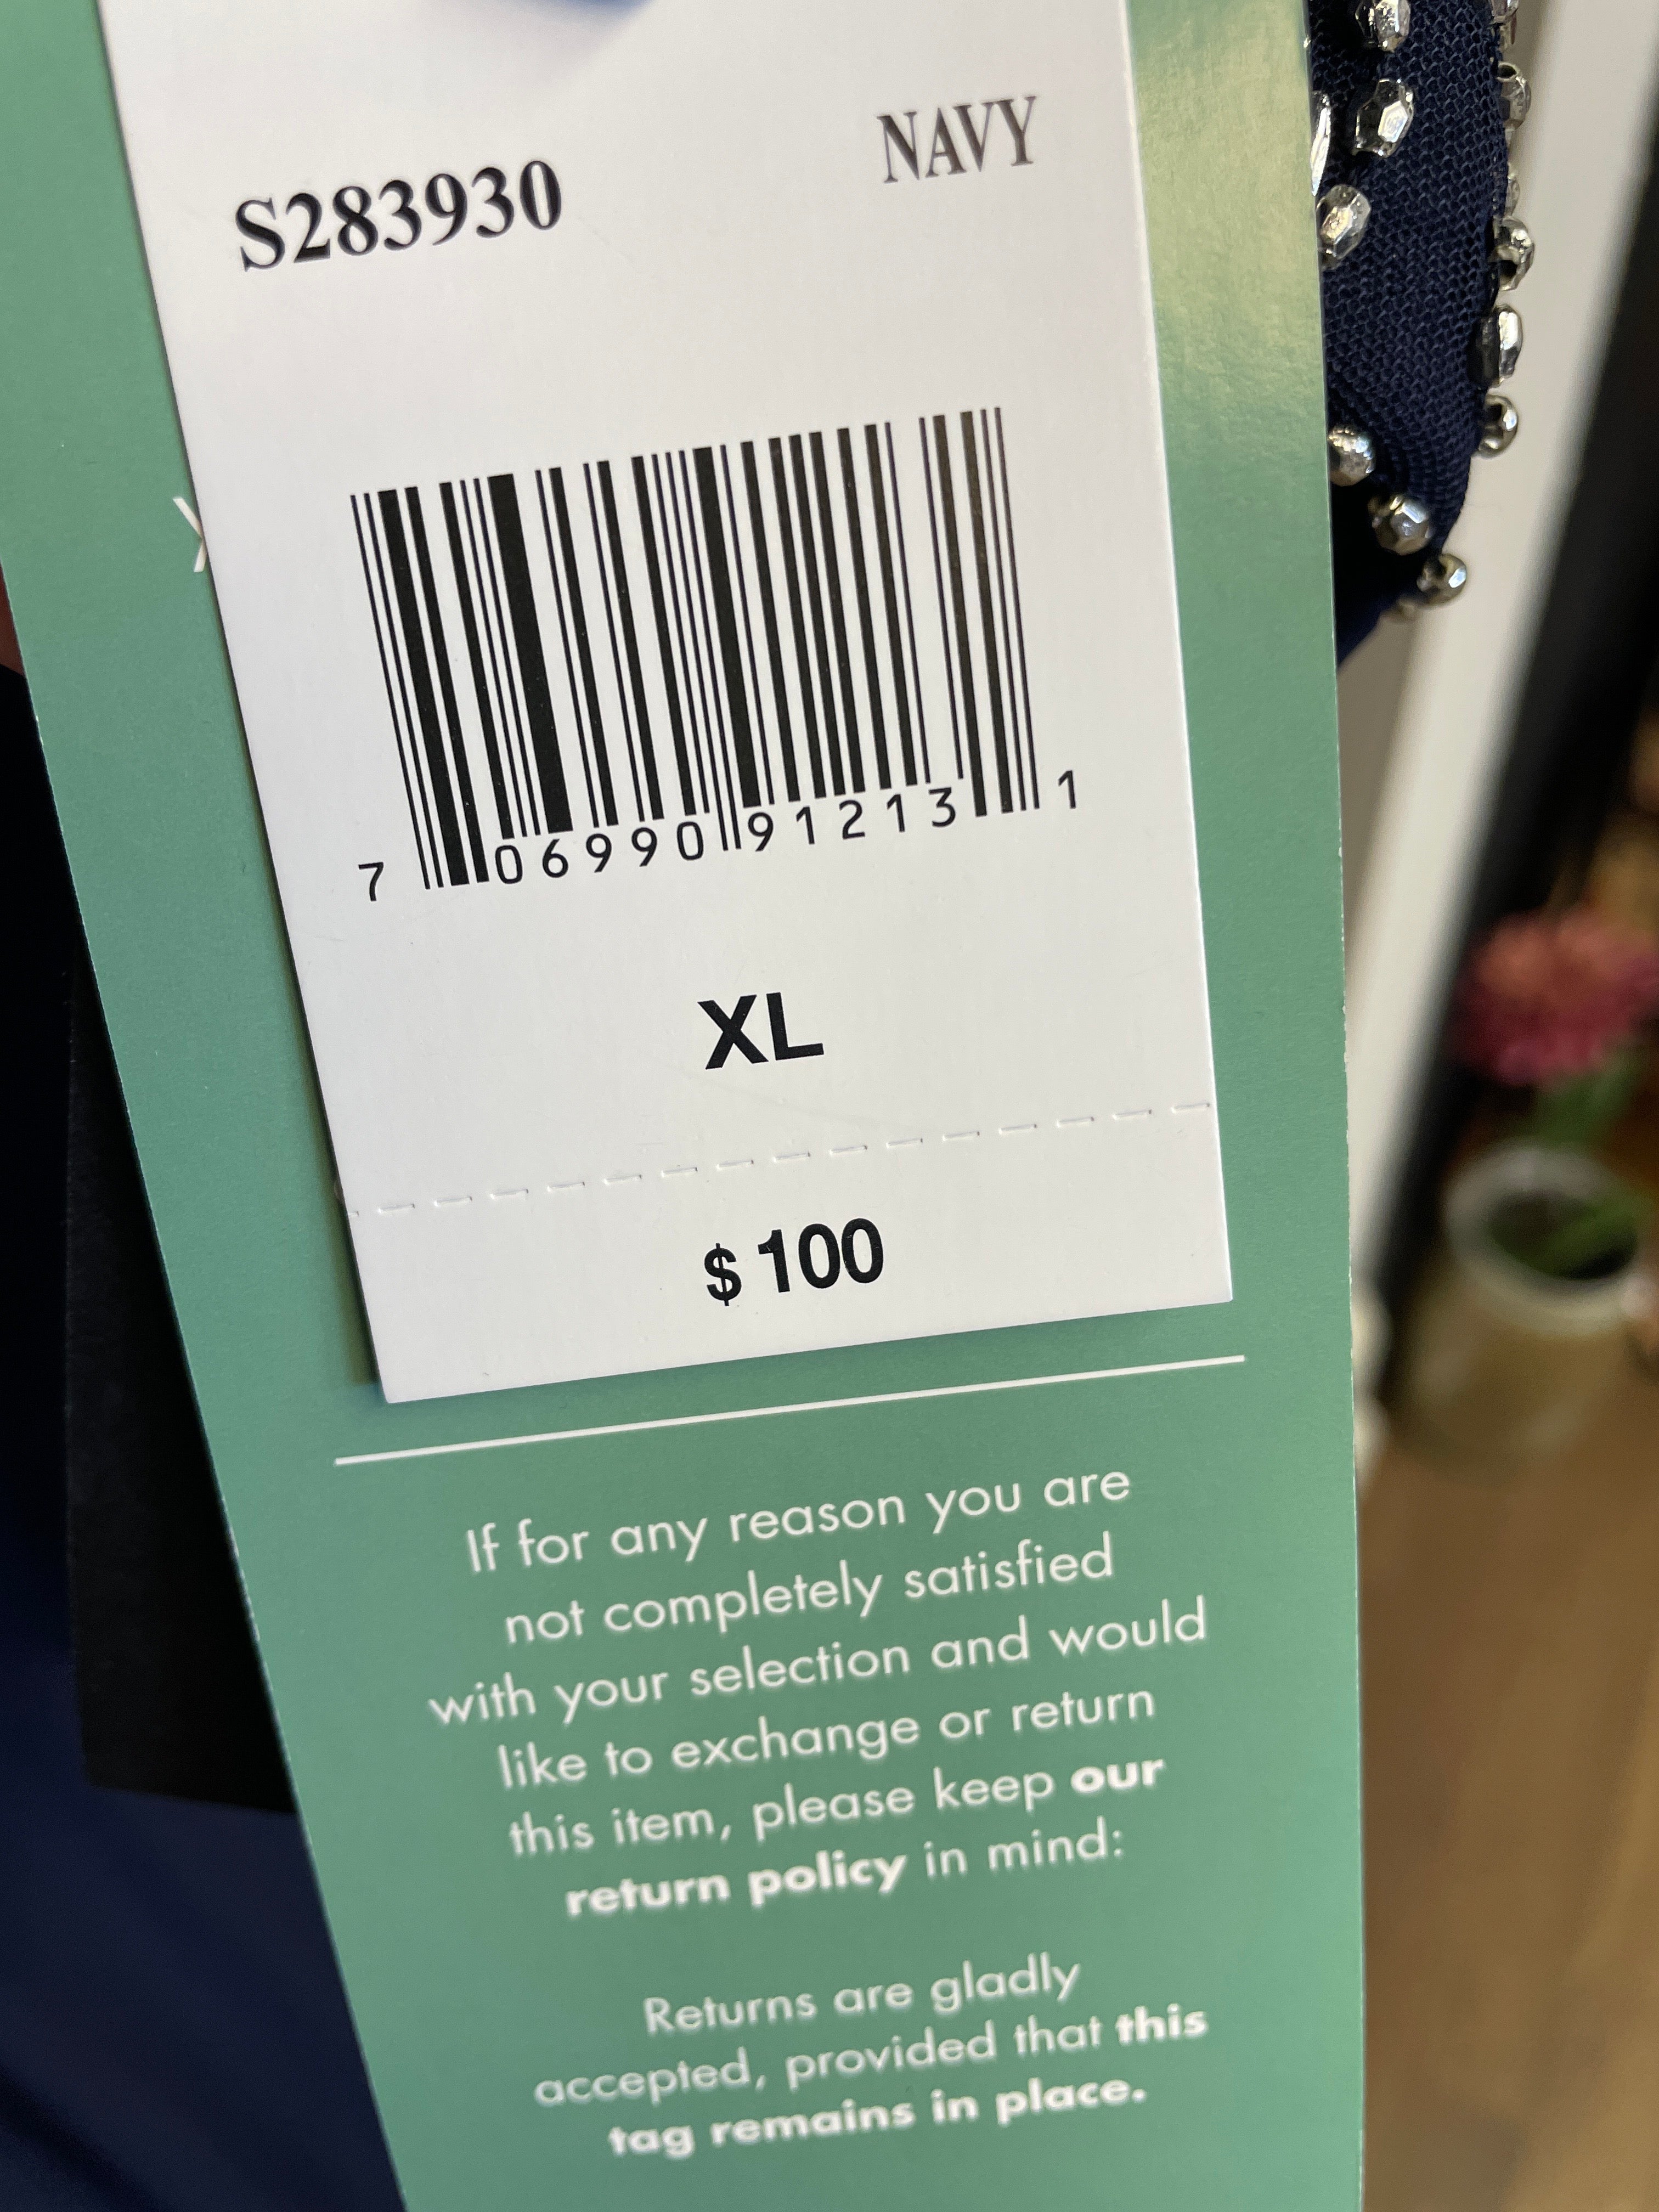 NAVY
S283930
7 06990 91213 1
XL
$100
If for any reason you are
not completely satisfied
with your selection and would
like to exchange or return
this item, please keep our
return policy in mind:
Returns are gladly
accepted, provided that this
tag remains in place.